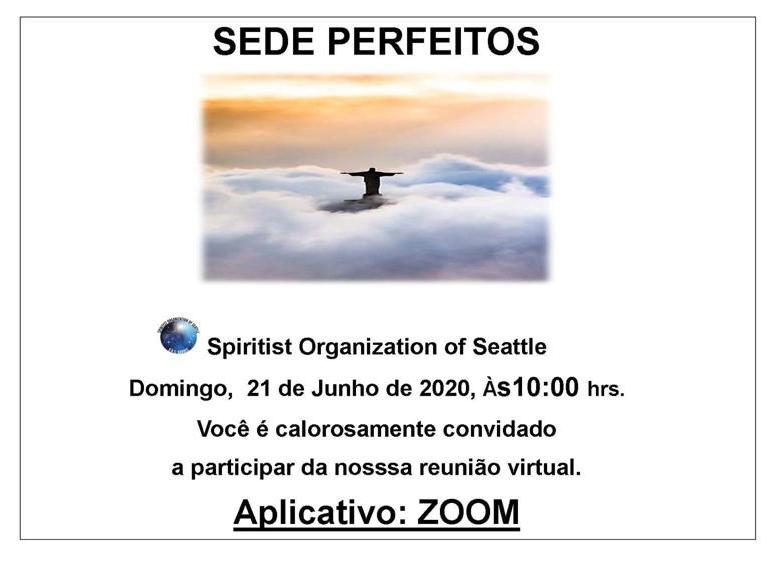 SEDE PERFEITOS
Spiritist Organization of Seattle
Domingo,  21 de Junho de 2020, Às10:00 hrs.
Você é calorosamente convidado
a participar da nosssa reunião virtual.
Aplicativo: ZOOM